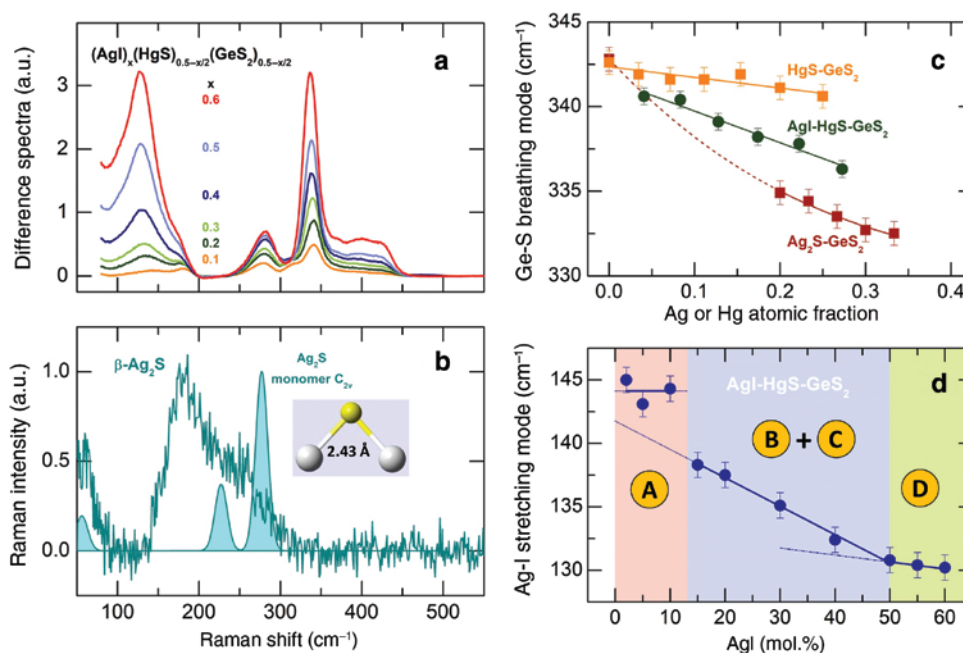 a
(AgI)ₓ(HgS)₀.₅₋ₓ/₂(GeS₂)₀.₅₋ₓ/₂
x
0.6
0.5
0.4
0.3
0.2
0.1
3
2
1
0
Difference spectra (a.u.)
b
β-Ag₂S
Ag₂S
monomer C₂ᵥ
2.43 Å
1.0
0.5
0.0
Raman intensity (a.u.)
100 200 300 400 500
Raman shift (cm⁻¹)
c
HgS-GeS₂
AgI-HgS-GeS₂
Ag₂S-GeS₂
345
340
335
330
Ge-S breathing mode (cm⁻¹)
0.0 0.1 0.2 0.3 0.4
Ag or Hg atomic fraction
d
AgI-HgS-GeS₂
B + C
A
D
145
140
135
130
Ag-I stretching mode (cm⁻¹)
0 10 20 30 40 50 60
AgI (mol.%)